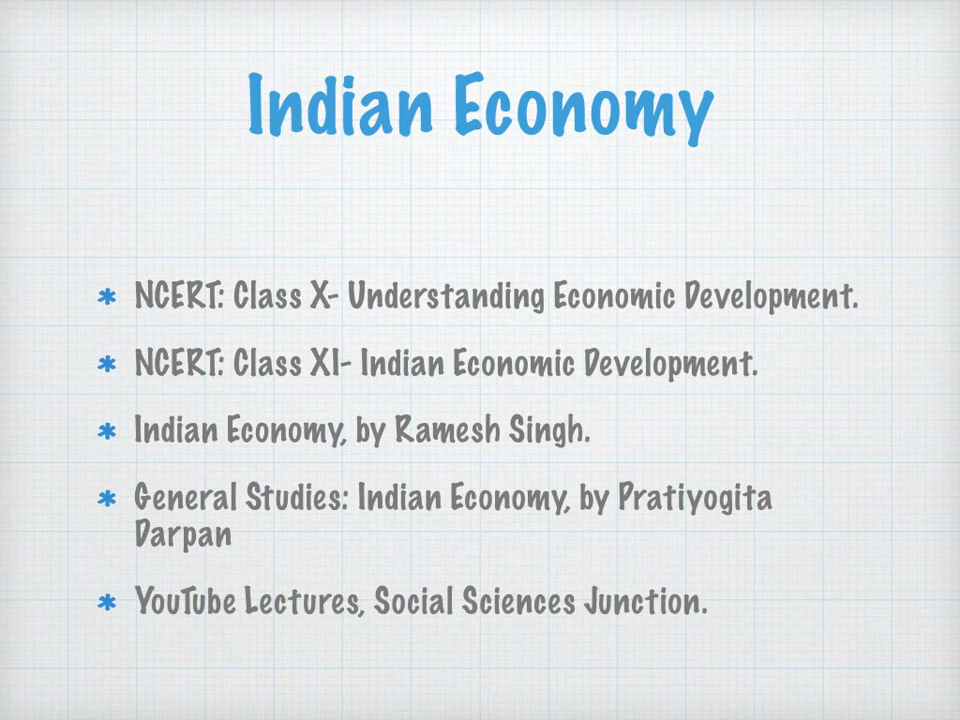 Indian Economy
NCERT: Class X- Understanding Economic Development.
NCERT: Class XI- Indian Economic Development.
Indian Economy, by Ramesh Singh.
General Studies: Indian Economy, by Pratiyogita
Darpan
YouTube Lectures, Social Sciences Junction.